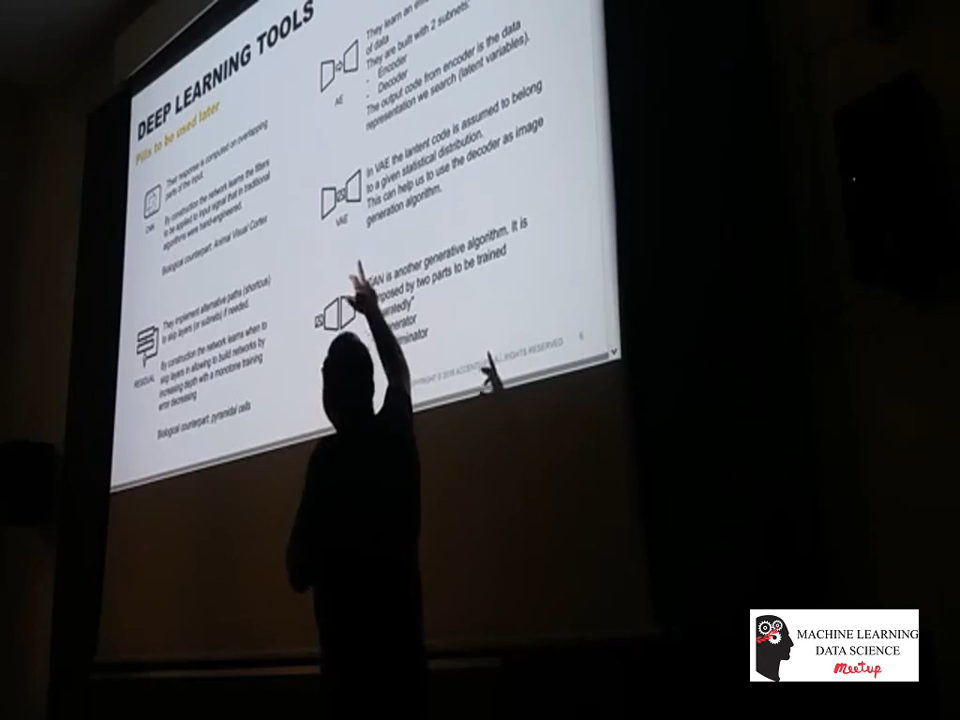 DEEP LEARNING TOOLS
Pills to be used later
CNN
Their response is computed on overlapping
parts of the input.
By construction the network learns the filters
to be applied to input signal that in traditional
algorithms were hand-engineered.
Biological counterpart: Animal Visual Cortex
RESIDUAL
They implement alternative paths (shortcus)
to skip layers (or subnets) if needed.
By construction the network learns when to
skip layers in allowing to build networks by
increasing depth with a monotone training
error decreasing
Biological counterpart: pyramidal cells
AE
They learn an
of data
They are built with 2 subnets:
- Encoder
- Decoder
The output code from encoder is the data
representation we search (latent variables).
VAE
In VAE the lantent code is assumed to belong
to a given statistical distribution.
This can help us to use the decoder as image
generation algorithm.
GAN is another generative algorithm. It is
by two parts to be trained
COPYRIGHT © 2018 ALL RIGHTS RESERVED
6
MACHINE LEARNING
DATA SCIENCE
meetup